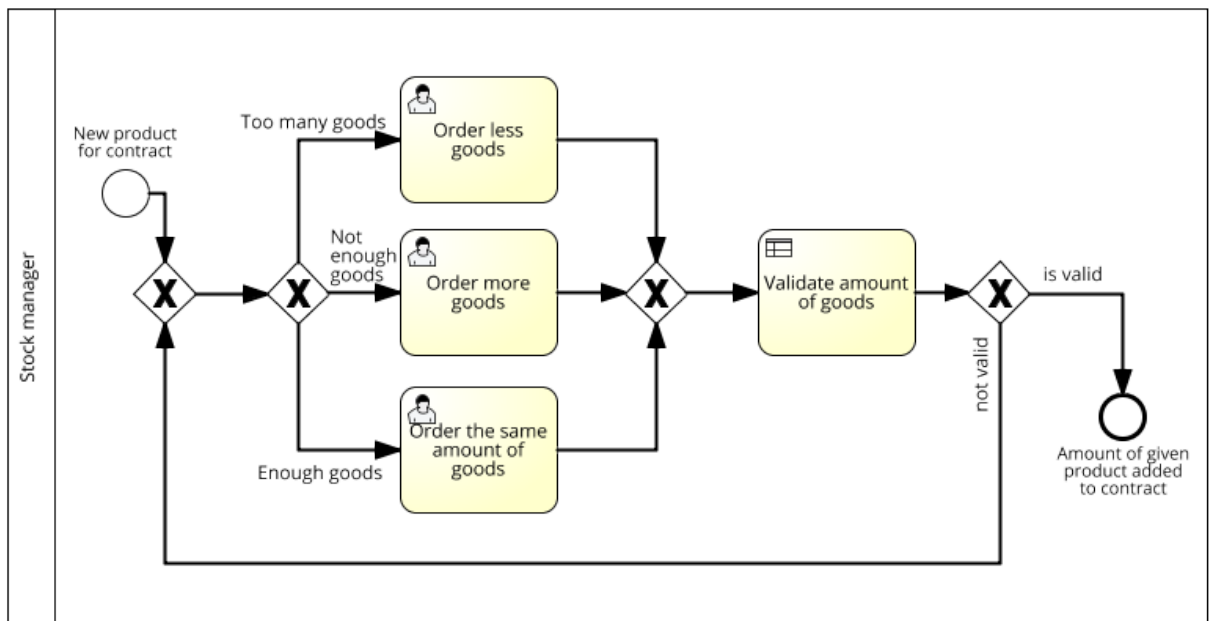 Stock manager
New product
for contract
Too many goods
Order less
goods
Not
enough
goods
Order more
goods
Enough goods
Order the same
amount of
goods
Validate amount
of goods
is valid
not valid
Amount of given
product added
to contract